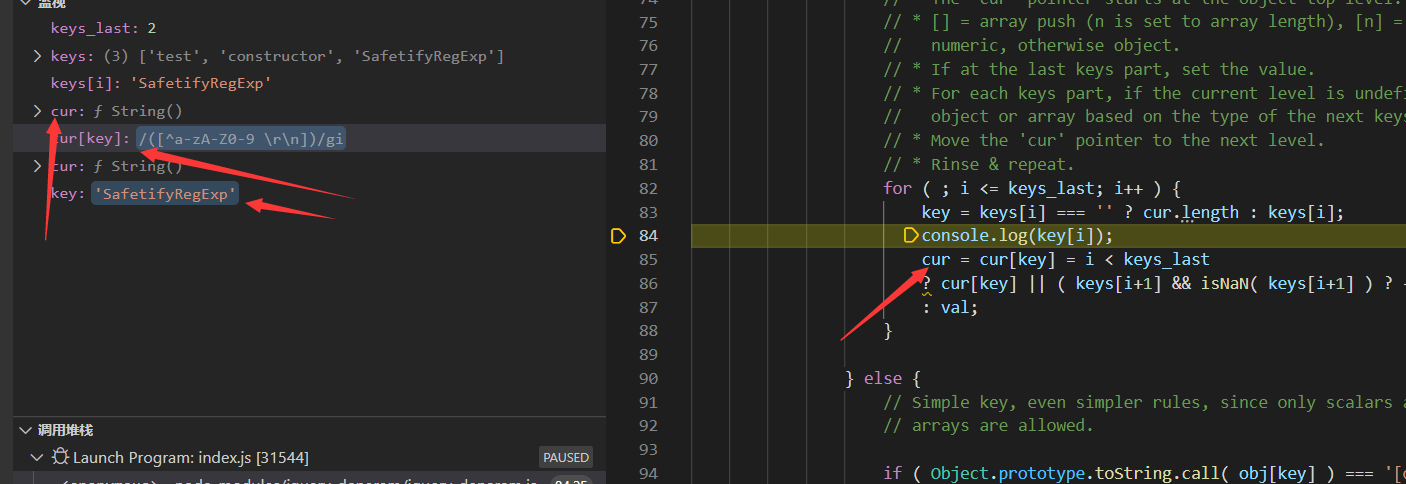 监视
keys_last: 2
keys: (3) ['test', 'constructor', 'SafetifyRegExp']
keys[i]: 'SafetifyRegExp'
cur: ƒ String()
cur[key]: /([^a-zA-Z0-9 \r\n])/gi
cur: ƒ String()
key: 'SafetifyRegExp'
调用堆栈
Launch Program: index.js [31544]
PAUSED
74 // * The 'cur' pointer starts at the object top-level.
75 // * [] = array push (n is set to array length), [n] =
76 // numeric, otherwise object.
77 // * If at the last keys part, set the value.
78 // * For each keys part, if the current level is undefi
79 // object or array based on the type of the next keys
80 // * Move the 'cur' pointer to the next level.
81 // * Rinse & repeat.
82 for ( ; i <= keys_last; i++ ) {
83 key = keys[i] === '' ? cur.length : keys[i];
84 console.log(key[i]);
85 cur = cur[key] = i < keys_last
86 ? cur[key] || ( keys[i+1] && isNaN( keys[i+1] ) ?
87 : val;
88 }
89
90 } else {
91 // Simple key, even simpler rules, since only scalars a
92 // arrays are allowed.
93
94 if ( Object.prototype.toString.call( obj[key] ) === '[